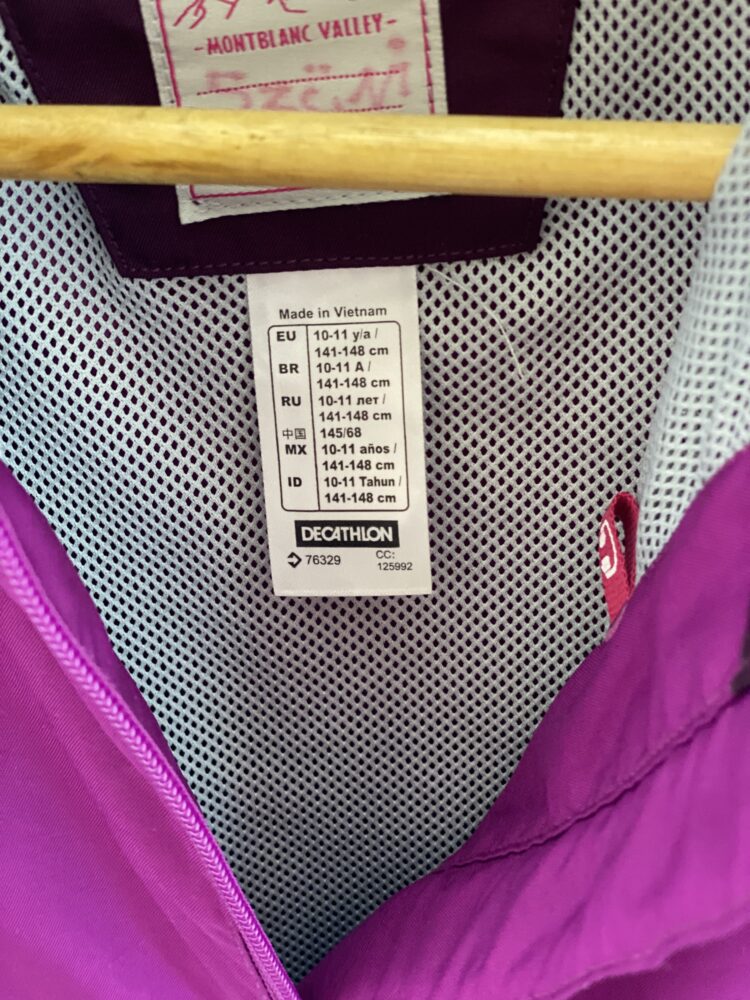 -MONTBLANC VALLEY-
Made in Vietnam
EU 10-11 y/a /
141-148 cm
BR 10-11 A /
141-148 cm
RU 10-11 лет /
141-148 cm
中国 145/68
MX 10-11 años /
141-148 cm
ID 10-11 Tahun /
141-148 cm
DECATHLON
76329 CC:
125992